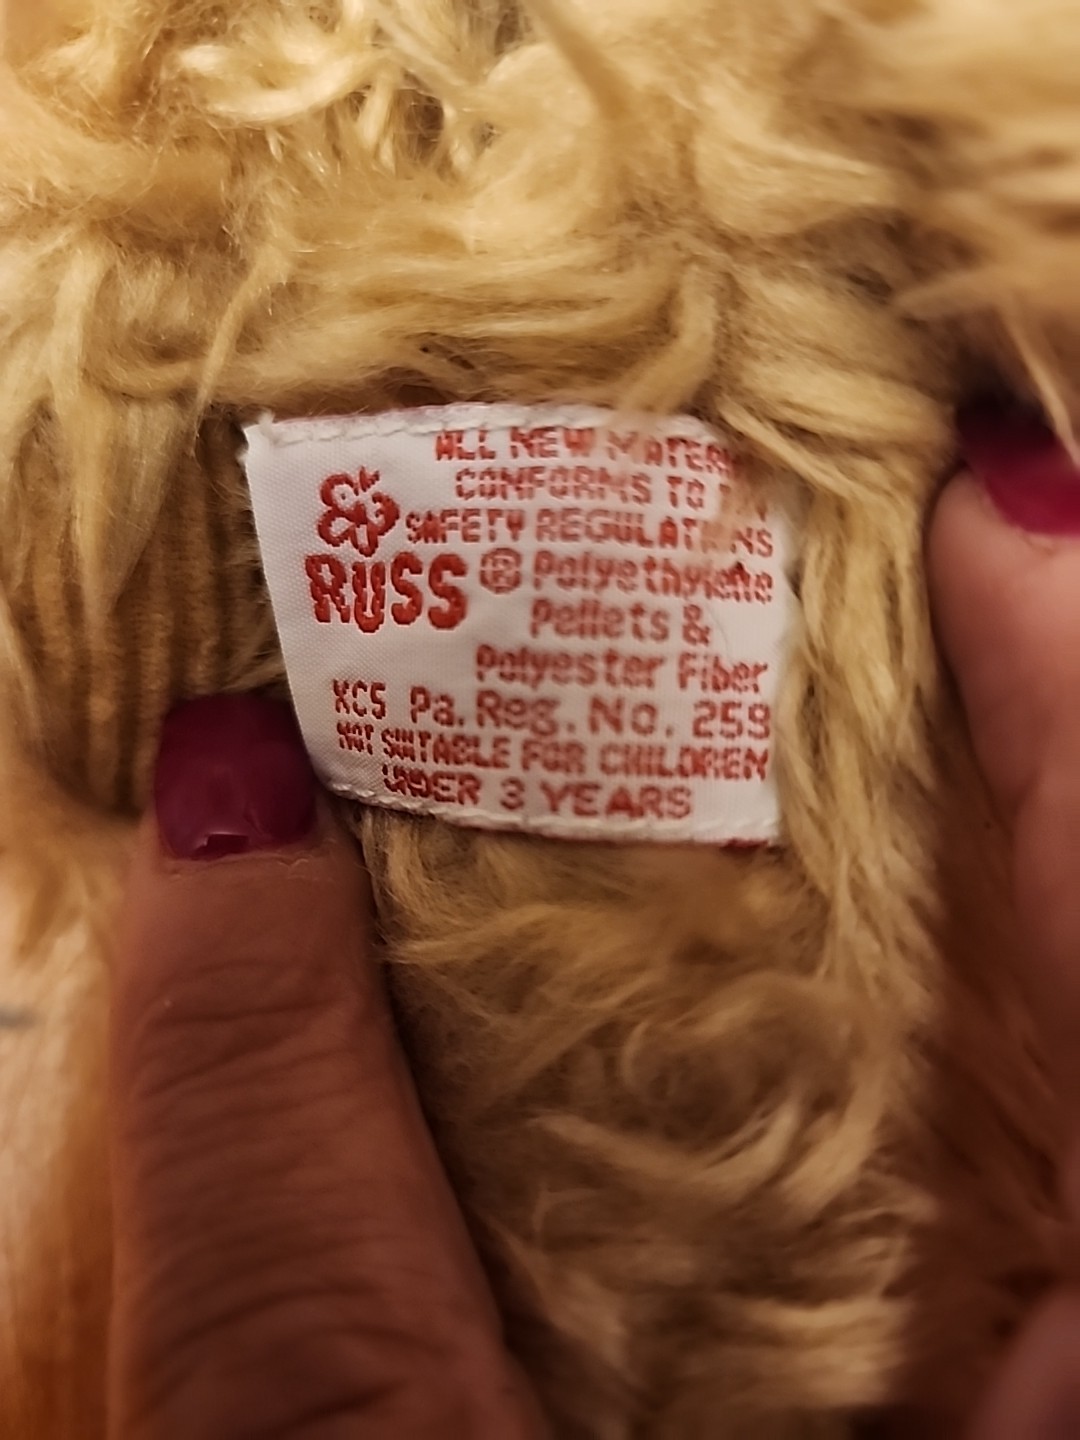 ALL NEW MATER
CONFORMS TO
SAFETY REGULATIONS
RUSS ® Polyethylene
Pellets &
Polyester Fiber
XC5 Pa. Reg. No. 259
NOT SUITABLE FOR CHILDREN
UNDER 3 YEARS